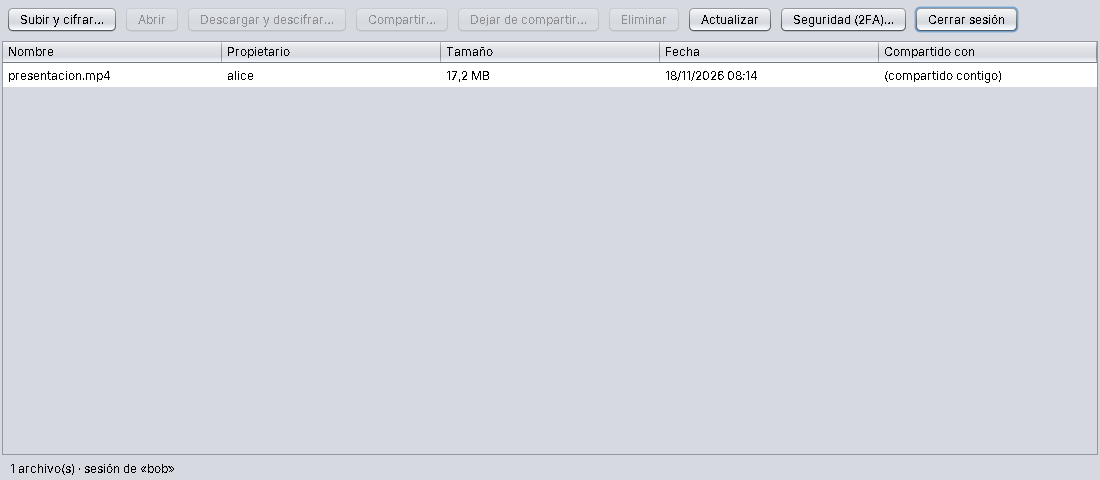 Subir y cifrar... Abrir Descargar y descifrar... Compartir... Dejar de compartir... Eliminar Actualizar Seguridad (2FA)... Cerrar sesión
Nombre Propietario Tamaño Fecha Compartido con
presentacion.mp4 alice 17,2 MB 18/11/2026 08:14 (compartido contigo)
1 archivo(s) · sesión de «bob»